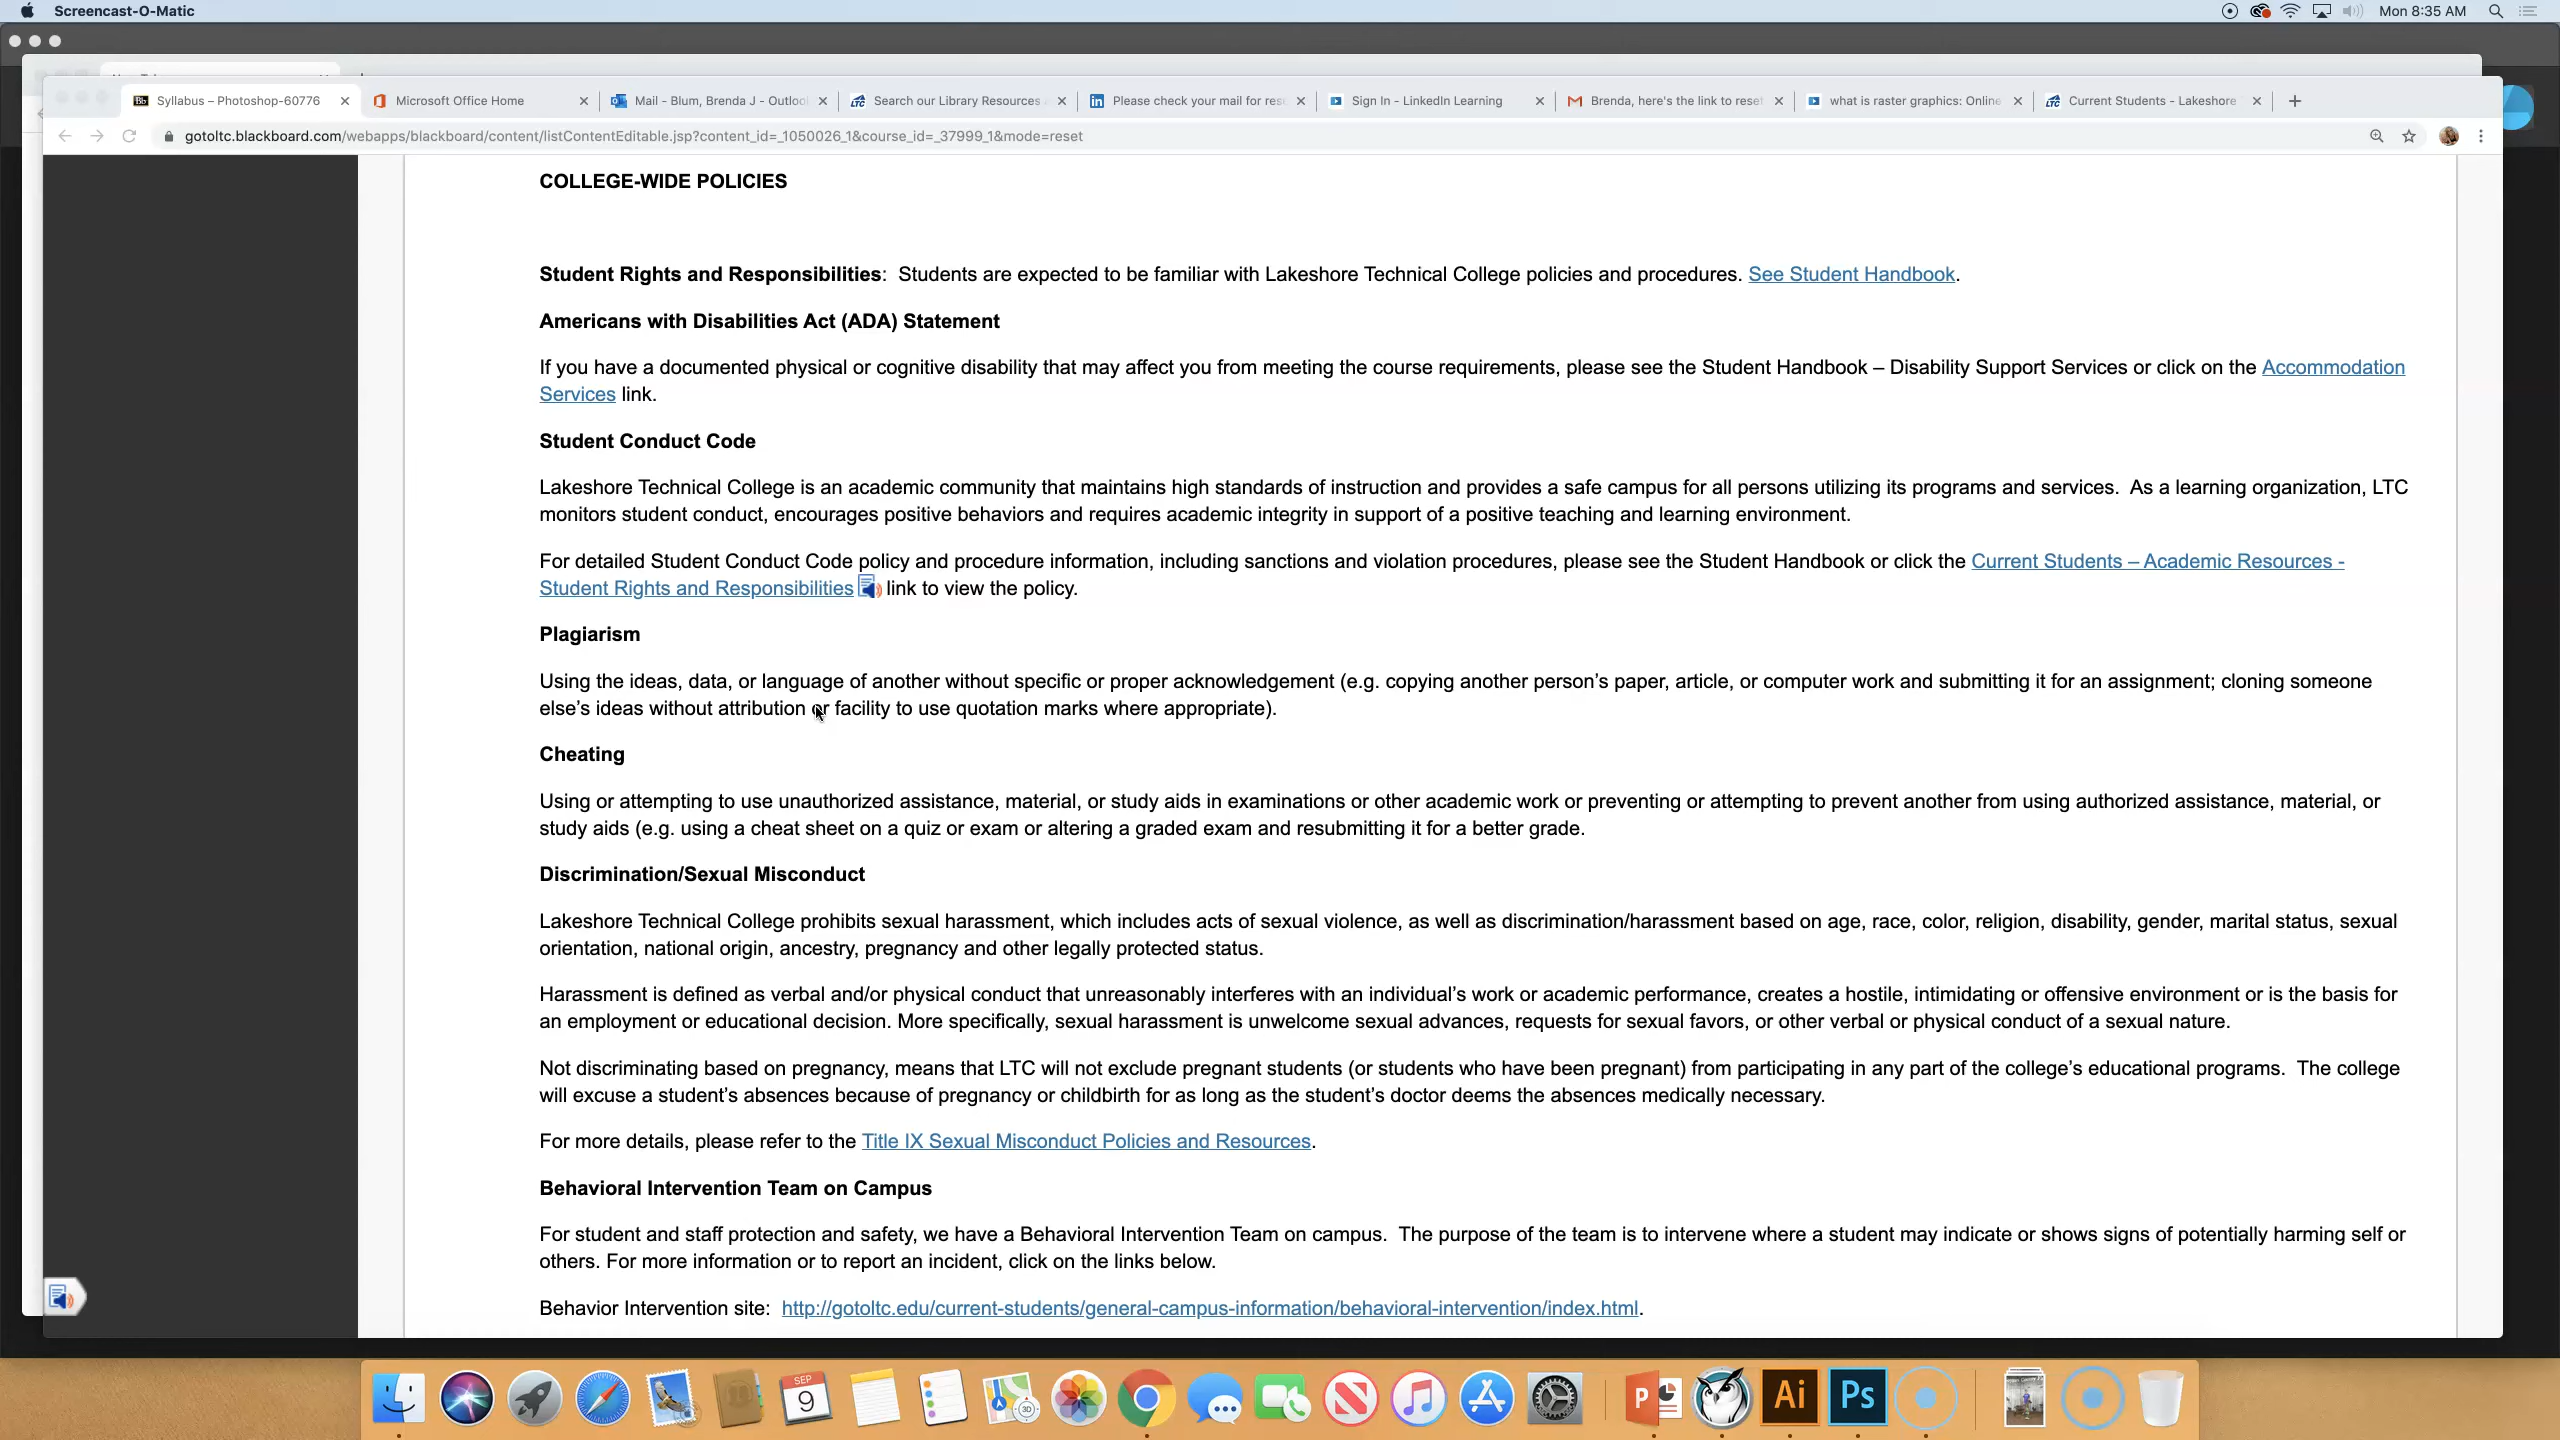 Screencast-O-Matic
Mon 8:35 AM
Syllabus – Photoshop-60776
Microsoft Office Home
Mail - Blum, Brenda J - Outloo
Search our Library Resources
Please check your mail for res
Sign In - LinkedIn Learning
Brenda, here's the link to reset
what is raster graphics: Online
Current Students - Lakeshore
gotoltc.blackboard.com/webapps/blackboard/content/listContentEditable.jsp?content_id=_1050026_1&course_id=_37999_1&mode=reset
COLLEGE-WIDE POLICIES
Student Rights and Responsibilities:  Students are expected to be familiar with Lakeshore Technical College policies and procedures. See Student Handbook.
Americans with Disabilities Act (ADA) Statement
If you have a documented physical or cognitive disability that may affect you from meeting the course requirements, please see the Student Handbook – Disability Support Services or click on the Accommodation
Services link.
Student Conduct Code
Lakeshore Technical College is an academic community that maintains high standards of instruction and provides a safe campus for all persons utilizing its programs and services.  As a learning organization, LTC
monitors student conduct, encourages positive behaviors and requires academic integrity in support of a positive teaching and learning environment.
For detailed Student Conduct Code policy and procedure information, including sanctions and violation procedures, please see the Student Handbook or click the Current Students – Academic Resources -
Student Rights and Responsibilities link to view the policy.
Plagiarism
Using the ideas, data, or language of another without specific or proper acknowledgement (e.g. copying another person's paper, article, or computer work and submitting it for an assignment; cloning someone
else's ideas without attribution or facility to use quotation marks where appropriate).
Cheating
Using or attempting to use unauthorized assistance, material, or study aids in examinations or other academic work or preventing or attempting to prevent another from using authorized assistance, material, or
study aids (e.g. using a cheat sheet on a quiz or exam or altering a graded exam and resubmitting it for a better grade.
Discrimination/Sexual Misconduct
Lakeshore Technical College prohibits sexual harassment, which includes acts of sexual violence, as well as discrimination/harassment based on age, race, color, religion, disability, gender, marital status, sexual
orientation, national origin, ancestry, pregnancy and other legally protected status.
Harassment is defined as verbal and/or physical conduct that unreasonably interferes with an individual's work or academic performance, creates a hostile, intimidating or offensive environment or is the basis for
an employment or educational decision. More specifically, sexual harassment is unwelcome sexual advances, requests for sexual favors, or other verbal or physical conduct of a sexual nature.
Not discriminating based on pregnancy, means that LTC will not exclude pregnant students (or students who have been pregnant) from participating in any part of the college's educational programs.  The college
will excuse a student's absences because of pregnancy or childbirth for as long as the student's doctor deems the absences medically necessary.
For more details, please refer to the Title IX Sexual Misconduct Policies and Resources.
Behavioral Intervention Team on Campus
For student and staff protection and safety, we have a Behavioral Intervention Team on campus.  The purpose of the team is to intervene where a student may indicate or shows signs of potentially harming self or
others. For more information or to report an incident, click on the links below.
Behavior Intervention site:  http://gotoltc.edu/current-students/general-campus-information/behavioral-intervention/index.html.
SEP
9
3D
P
Ai
Ps